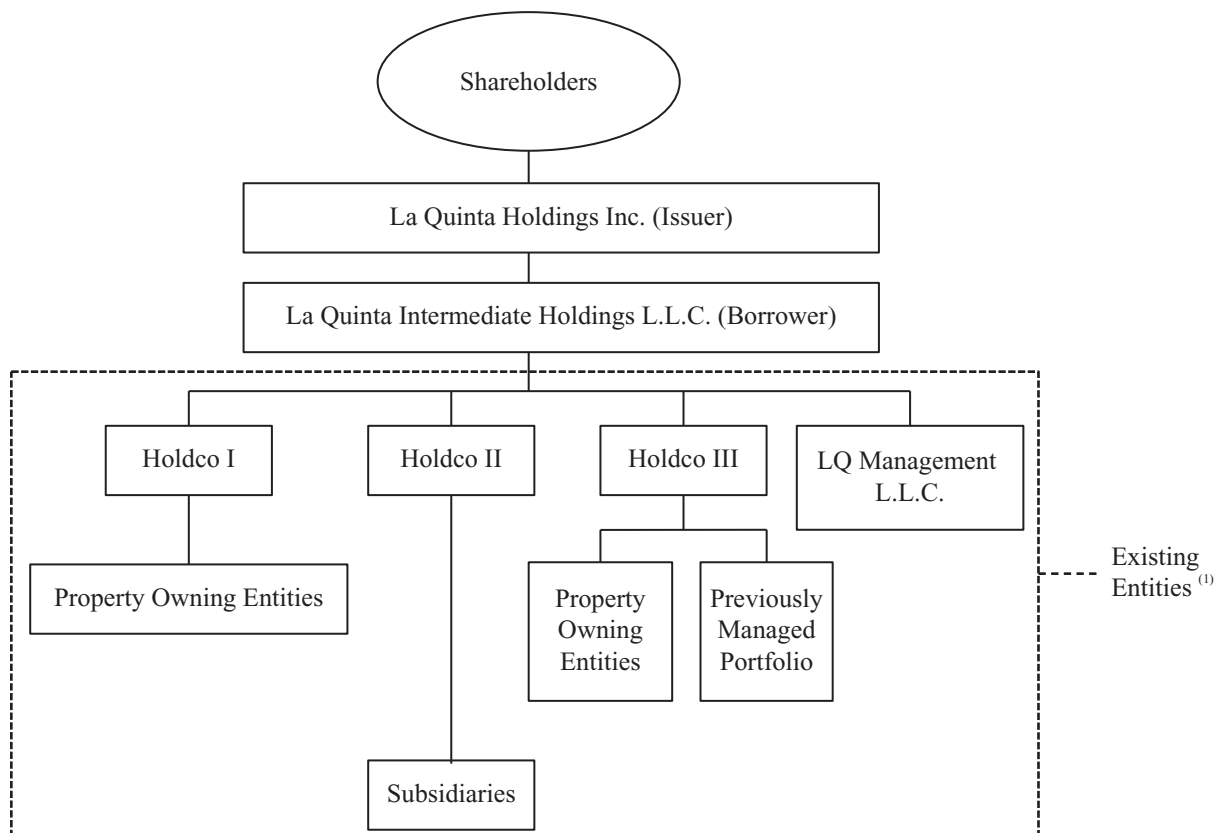 Shareholders
La Quinta Holdings Inc. (Issuer)
La Quinta Intermediate Holdings L.L.C. (Borrower)
Holdco I
Holdco II
Holdco III
LQ Management
L.L.C.
Property Owning Entities
Property
Owning
Entities
Previously
Managed
Portfolio
Existing
Entities (1)
Subsidiaries